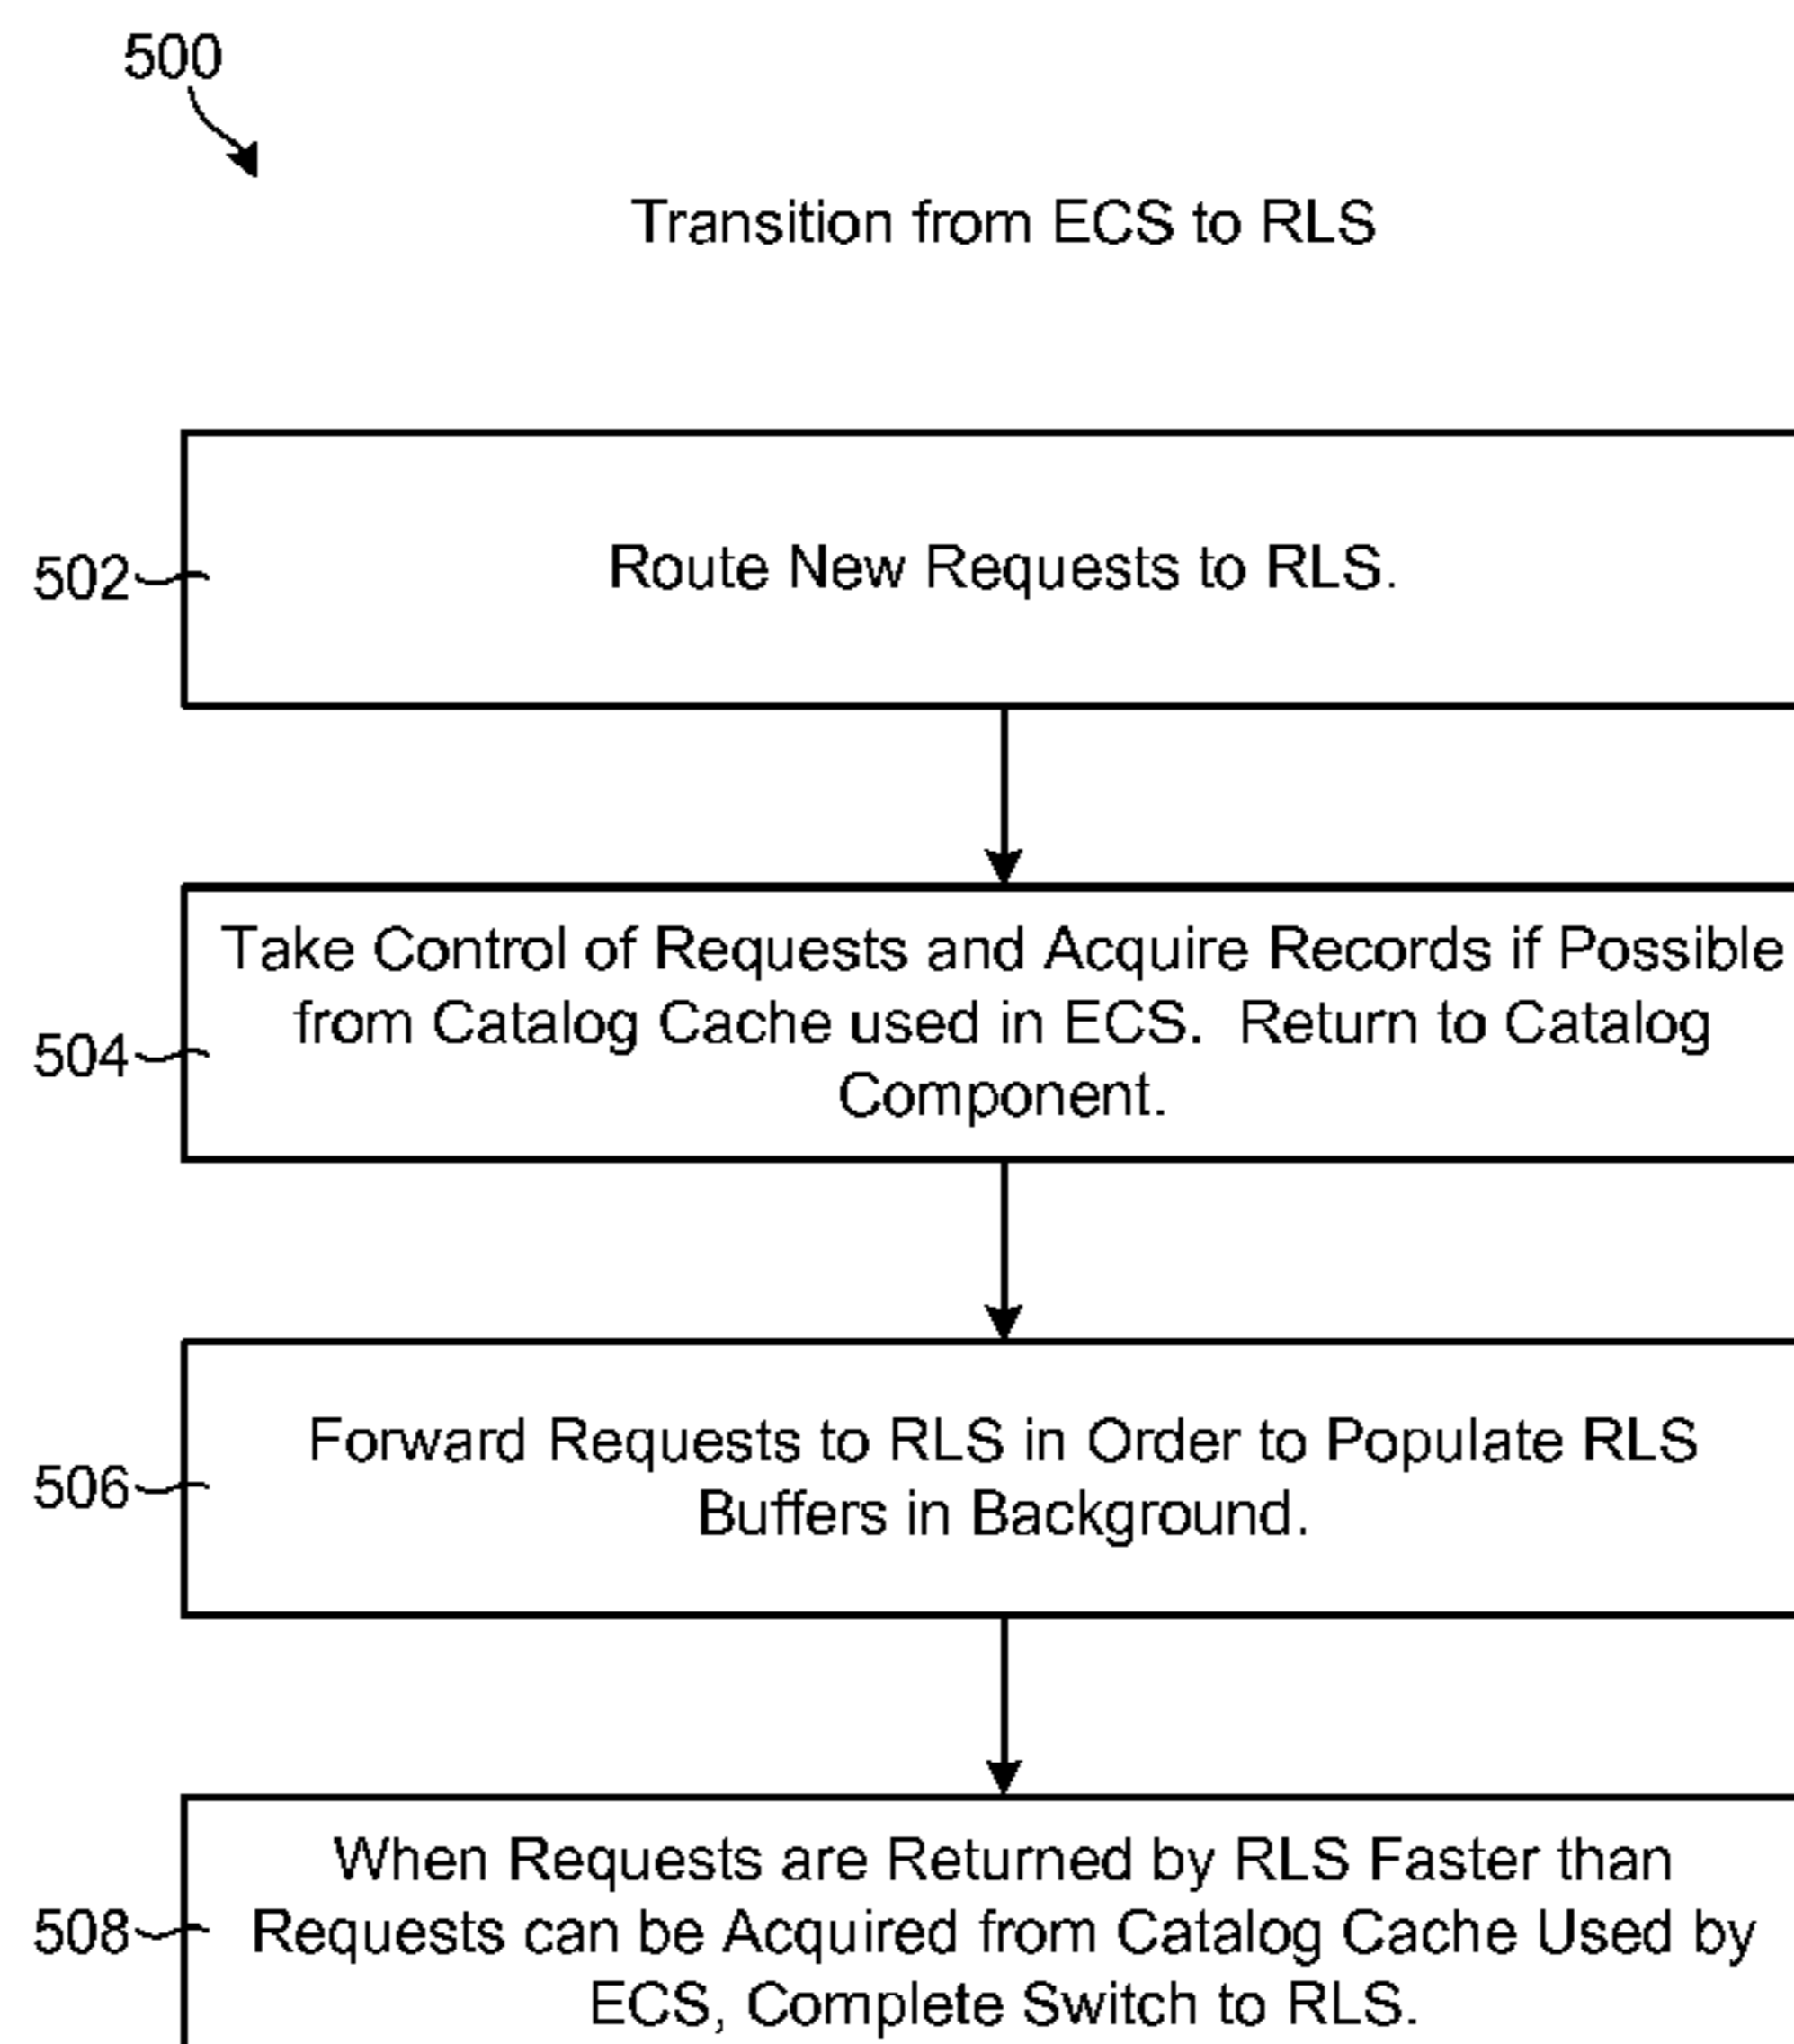 500
Transition from ECS to RLS
502
Route New Requests to RLS.
Take Control of Requests and Acquire Records if Possible
from Catalog Cache used in ECS.  Return to Catalog
Component.
504
Forward Requests to RLS in Order to Populate RLS
Buffers in Background.
506
When Requests are Returned by RLS Faster than
Requests can be Acquired from Catalog Cache Used by
ECS, Complete Switch to RLS.
508